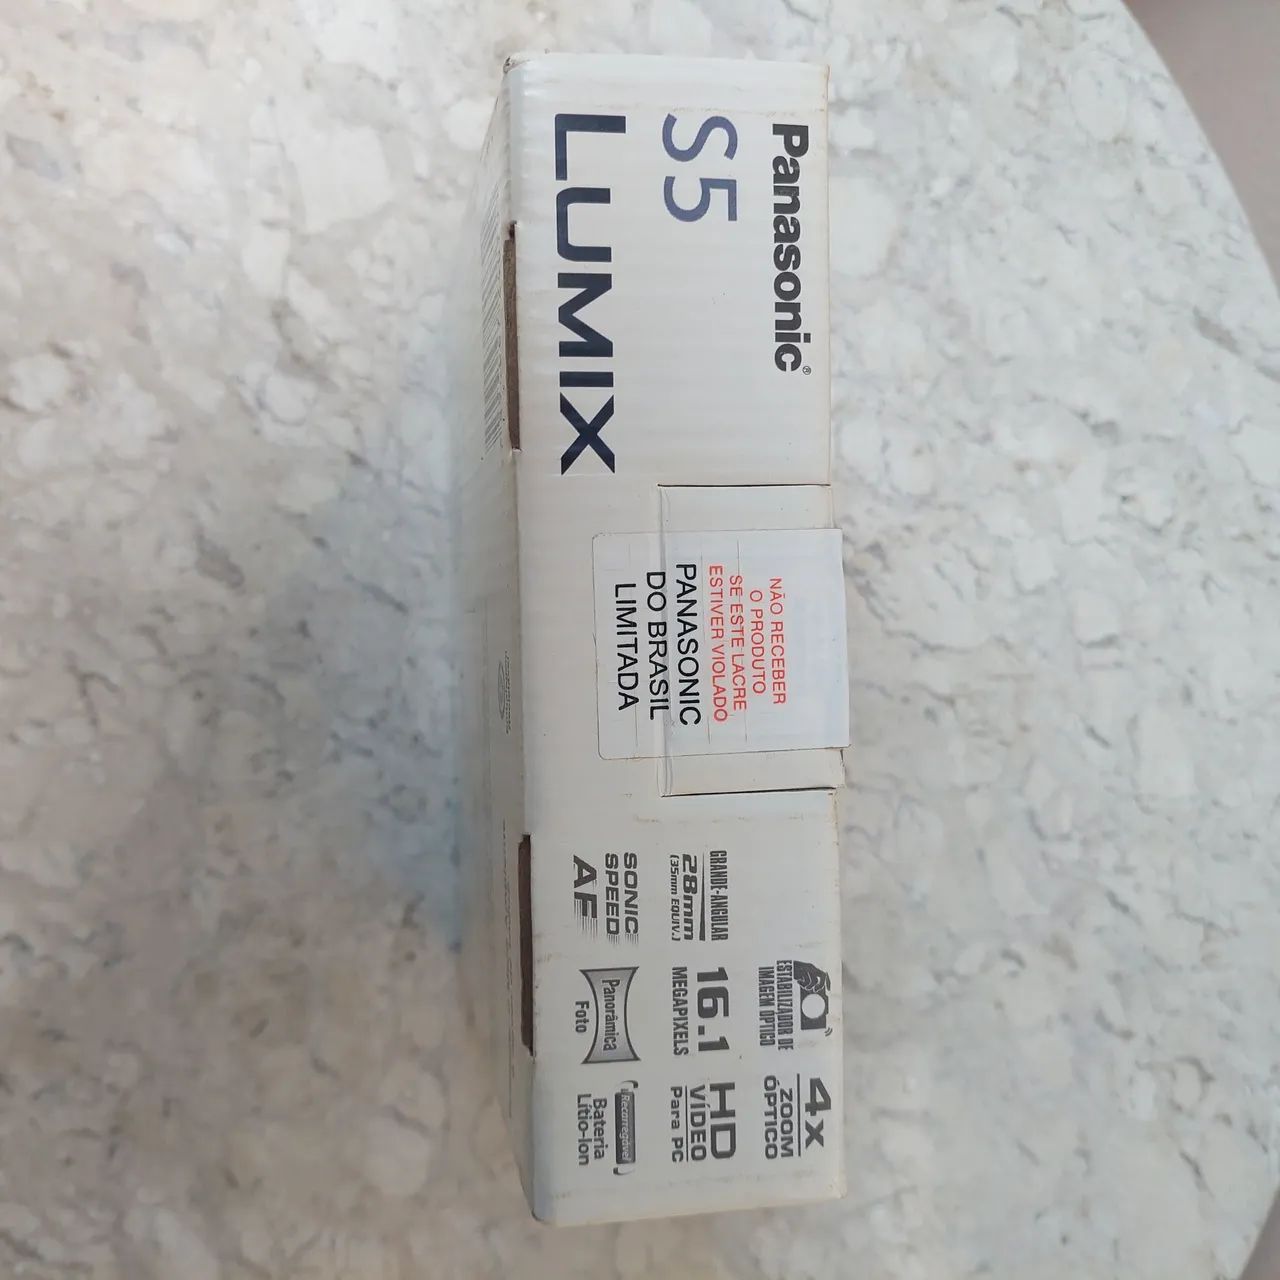 Panasonic®
S5
LUMIX
NÃO RECEBER
O PRODUTO
SE ESTE LACRE
ESTIVER VIOLADO
PANASONIC
DO BRASIL
LIMITADA
ESTABILIZADOR DE
IMAGEM ÓPTICO
4x
ZOOM
ÓPTICO
GRANDE-ANGULAR
28mm
(35mm EQUIV.)
16.1
MEGAPIXELS
HD
VÍDEO
Para PC
SONIC
SPEED
AF
Panorâmica
Foto
Recarregável
Bateria
Lítio-Ion